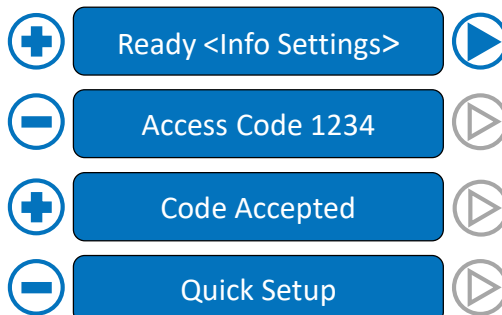 Ready <Info Settings>
Access Code 1234
Code Accepted
Quick Setup